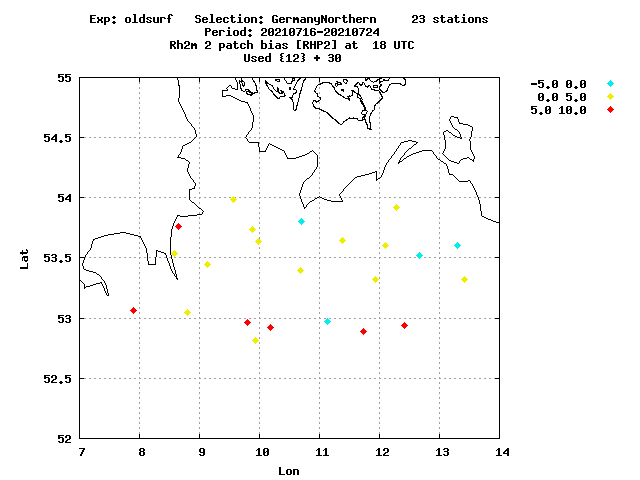 Exp: oldsurf Selection: GermanyNorthern 23 stations
Period: 20210716-20210724
Rh2m 2 patch bias [RHP2] at 18 UTC
Used {12} + 30
55
54.5
54
53.5
53
52.5
52
Lat
7 8 9 10 11 12 13 14
Lon
-5.0 0.0
0.0 5.0
5.0 10.0